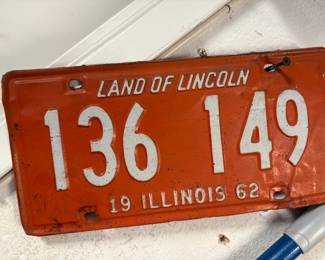 LAND OF LINCOLN
136 149
19 ILLINOIS 62